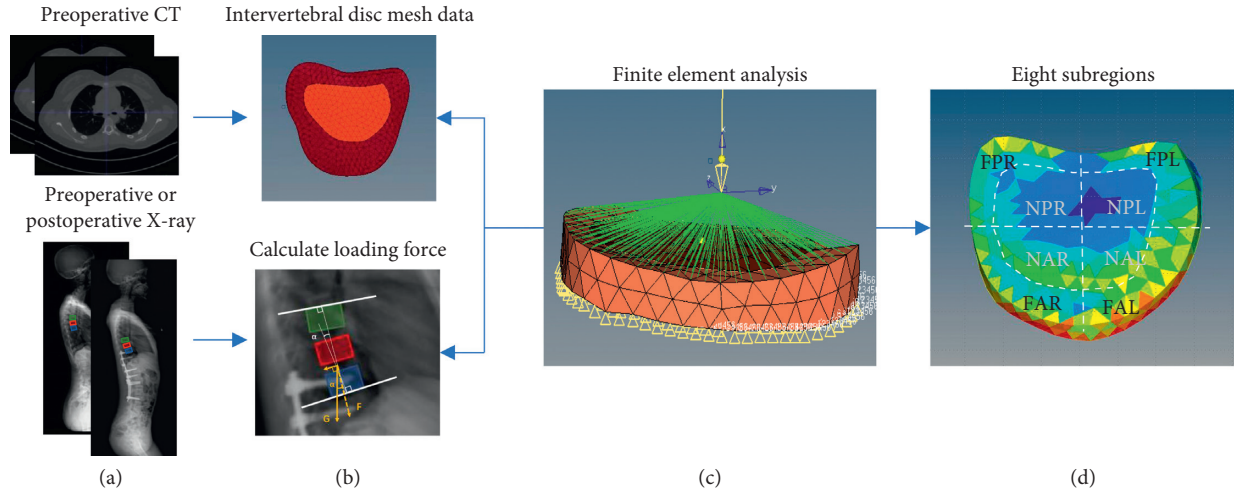 Preoperative CT
Intervertebral disc mesh data
Finite element analysis
Eight subregions
Preoperative or
postoperative X-ray
Calculate loading force
α
α
G
F
y
FPR
FPL
NPR
NPL
NAR
NAL
FAR
FAL
(a)
(b)
(c)
(d)